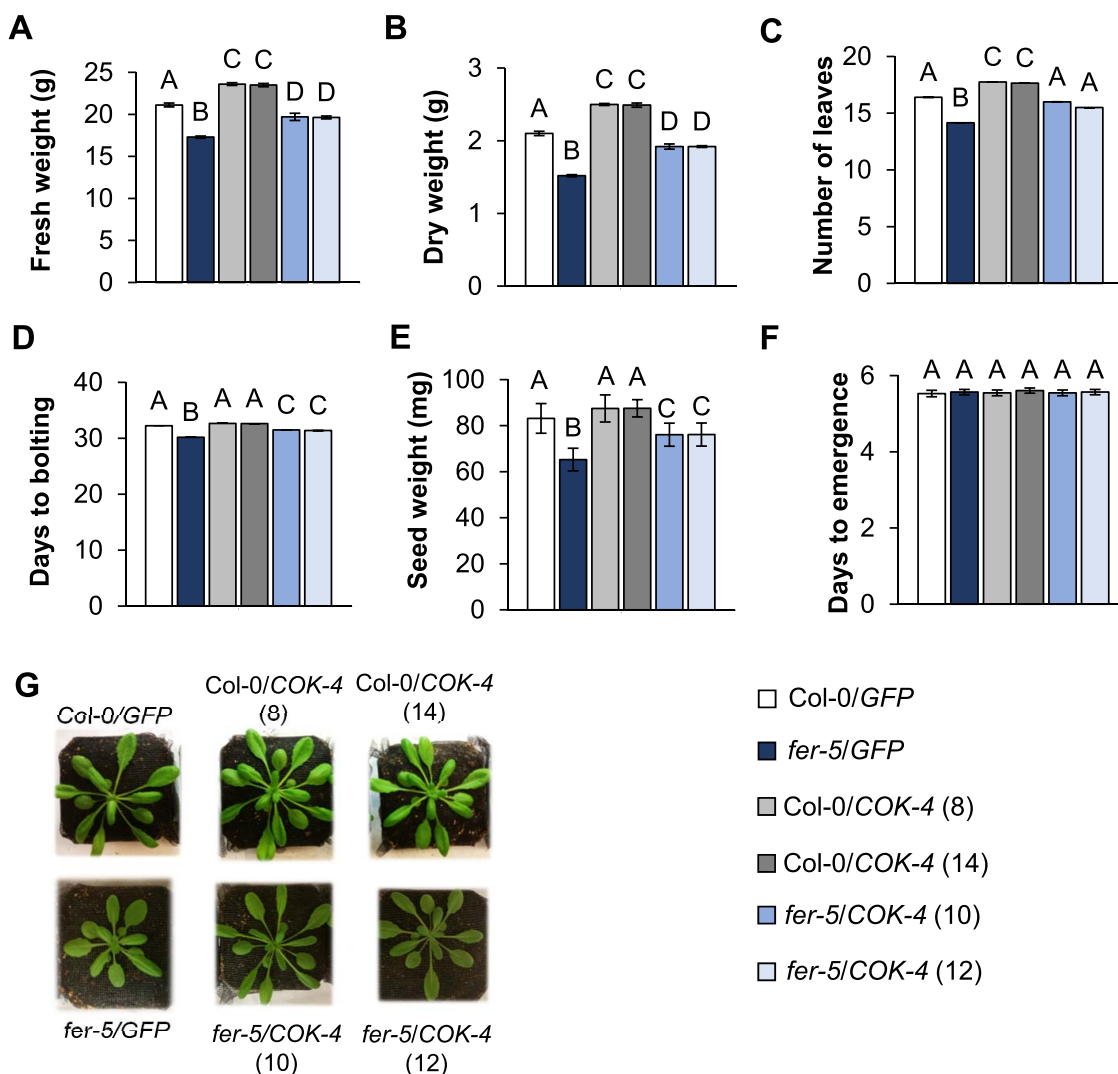 A
Fresh weight (g)
25
20
15
10
5
0
A
B
C
C
D
D
B
Dry weight (g)
3
2
1
0
A
B
C
C
D
D
C
Number of leaves
20
15
10
5
0
A
B
C
C
A
A
D
Days to bolting
40
30
20
10
0
A
B
A
A
C
C
E
Seed weight (mg)
100
80
60
40
20
0
A
B
A
A
C
C
F
Days to emergence
6
4
2
0
A
A
A
A
A
A
G
Col-0/GFP
Col-0/COK-4
(8)
Col-0/COK-4
(14)
fer-5/GFP
fer-5/COK-4
(10)
fer-5/COK-4
(12)
Col-0/GFP
fer-5/GFP
Col-0/COK-4 (8)
Col-0/COK-4 (14)
fer-5/COK-4 (10)
fer-5/COK-4 (12)